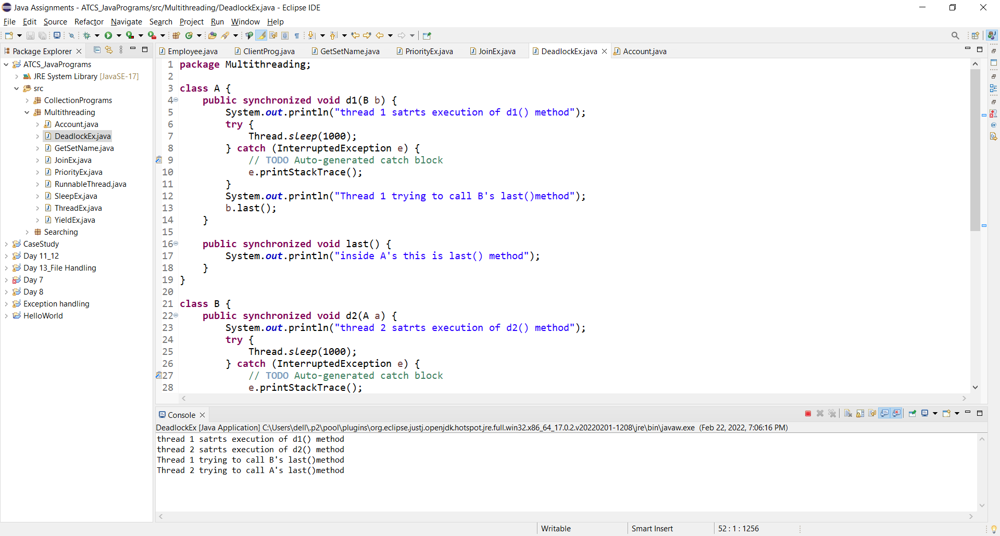 Java Assignments - ATCS_JavaPrograms/src/Multithreading/DeadlockEx.java - Eclipse IDE
File Edit Source Refactor Navigate Search Project Run Window Help
Package Explorer
ATCS_JavaPrograms
JRE System Library [JavaSE-17]
src
CollectionPrograms
Multithreading
Account.java
DeadlockEx.java
GetSetName.java
JoinEx.java
PriorityEx.java
RunnableThread.java
SleepEx.java
ThreadEx.java
YieldEx.java
Searching
CaseStudy
Day 11_12
Day 13_File Handling
Day 7
Day 8
Exception handling
HelloWorld
Employee.java ClientProg.java GetSetName.java PriorityEx.java JoinEx.java DeadlockEx.java Account.java
1 package Multithreading;
2
3 class A {
4 public synchronized void d1(B b) {
5 System.out.println("thread 1 satrts execution of d1() method");
6 try {
7 Thread.sleep(1000);
8 } catch (InterruptedException e) {
9 // TODO Auto-generated catch block
10 e.printStackTrace();
11 }
12 System.out.println("Thread 1 trying to call B's last()method");
13 b.last();
14 }
15
16 public synchronized void last() {
17 System.out.println("inside A's this is last() method");
18 }
19 }
20
21 class B {
22 public synchronized void d2(A a) {
23 System.out.println("thread 2 satrts execution of d2() method");
24 try {
25 Thread.sleep(1000);
26 } catch (InterruptedException e) {
27 // TODO Auto-generated catch block
28 e.printStackTrace();
Console
DeadlockEx [Java Application] C:\Users\dell\.p2\pool\plugins\org.eclipse.justj.openjdk.hotspot.jre.full.win32.x86_64_17.0.2.v20220201-1208\jre\bin\javaw.exe (Feb 22, 2022, 7:06:16 PM)
thread 1 satrts execution of d1() method
thread 2 satrts execution of d2() method
Thread 1 trying to call B's last()method
Thread 2 trying to call A's last()method
Writable Smart Insert 52 : 1 : 1256